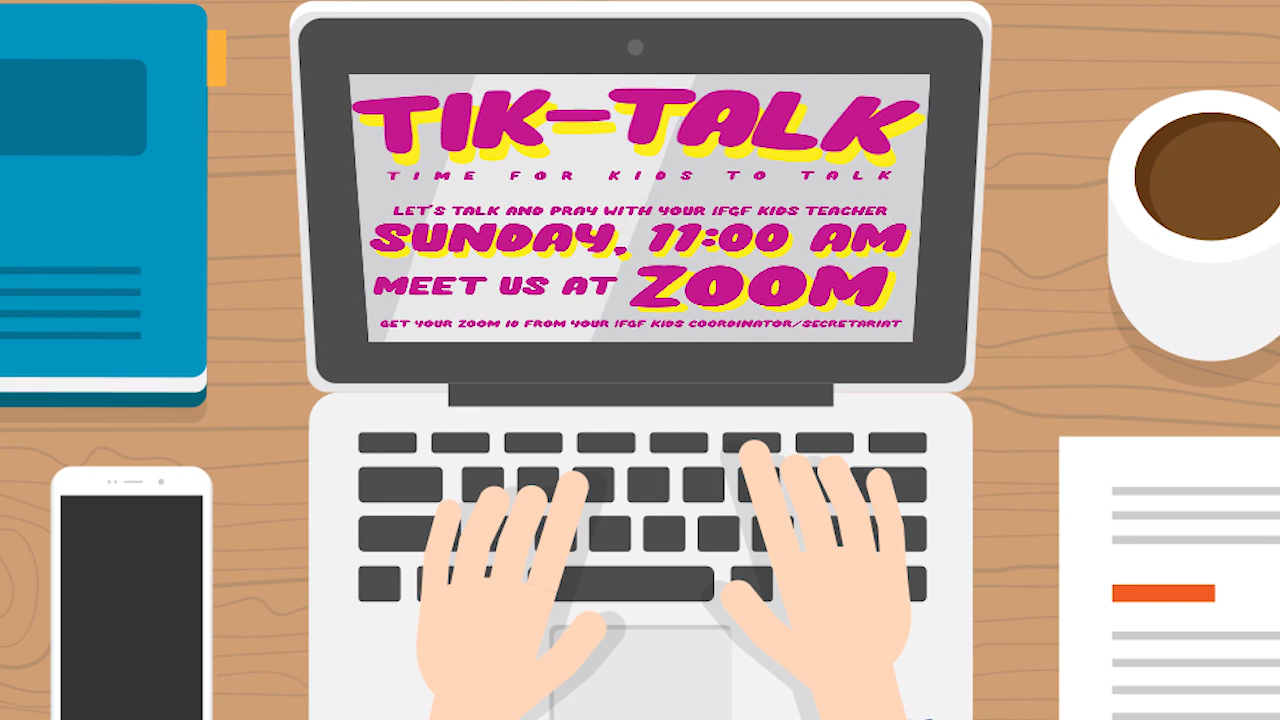 TIK-TALK
TIME FOR KIDS TO TALK
LET'S TALK AND PRAY WITH YOUR IFGF KIDS TEACHER
SUNDAY, 11:00 AM
MEET US AT ZOOM
GET YOUR ZOOM ID FROM YOUR IFGF KIDS COORDINATOR/SECRETARIAT